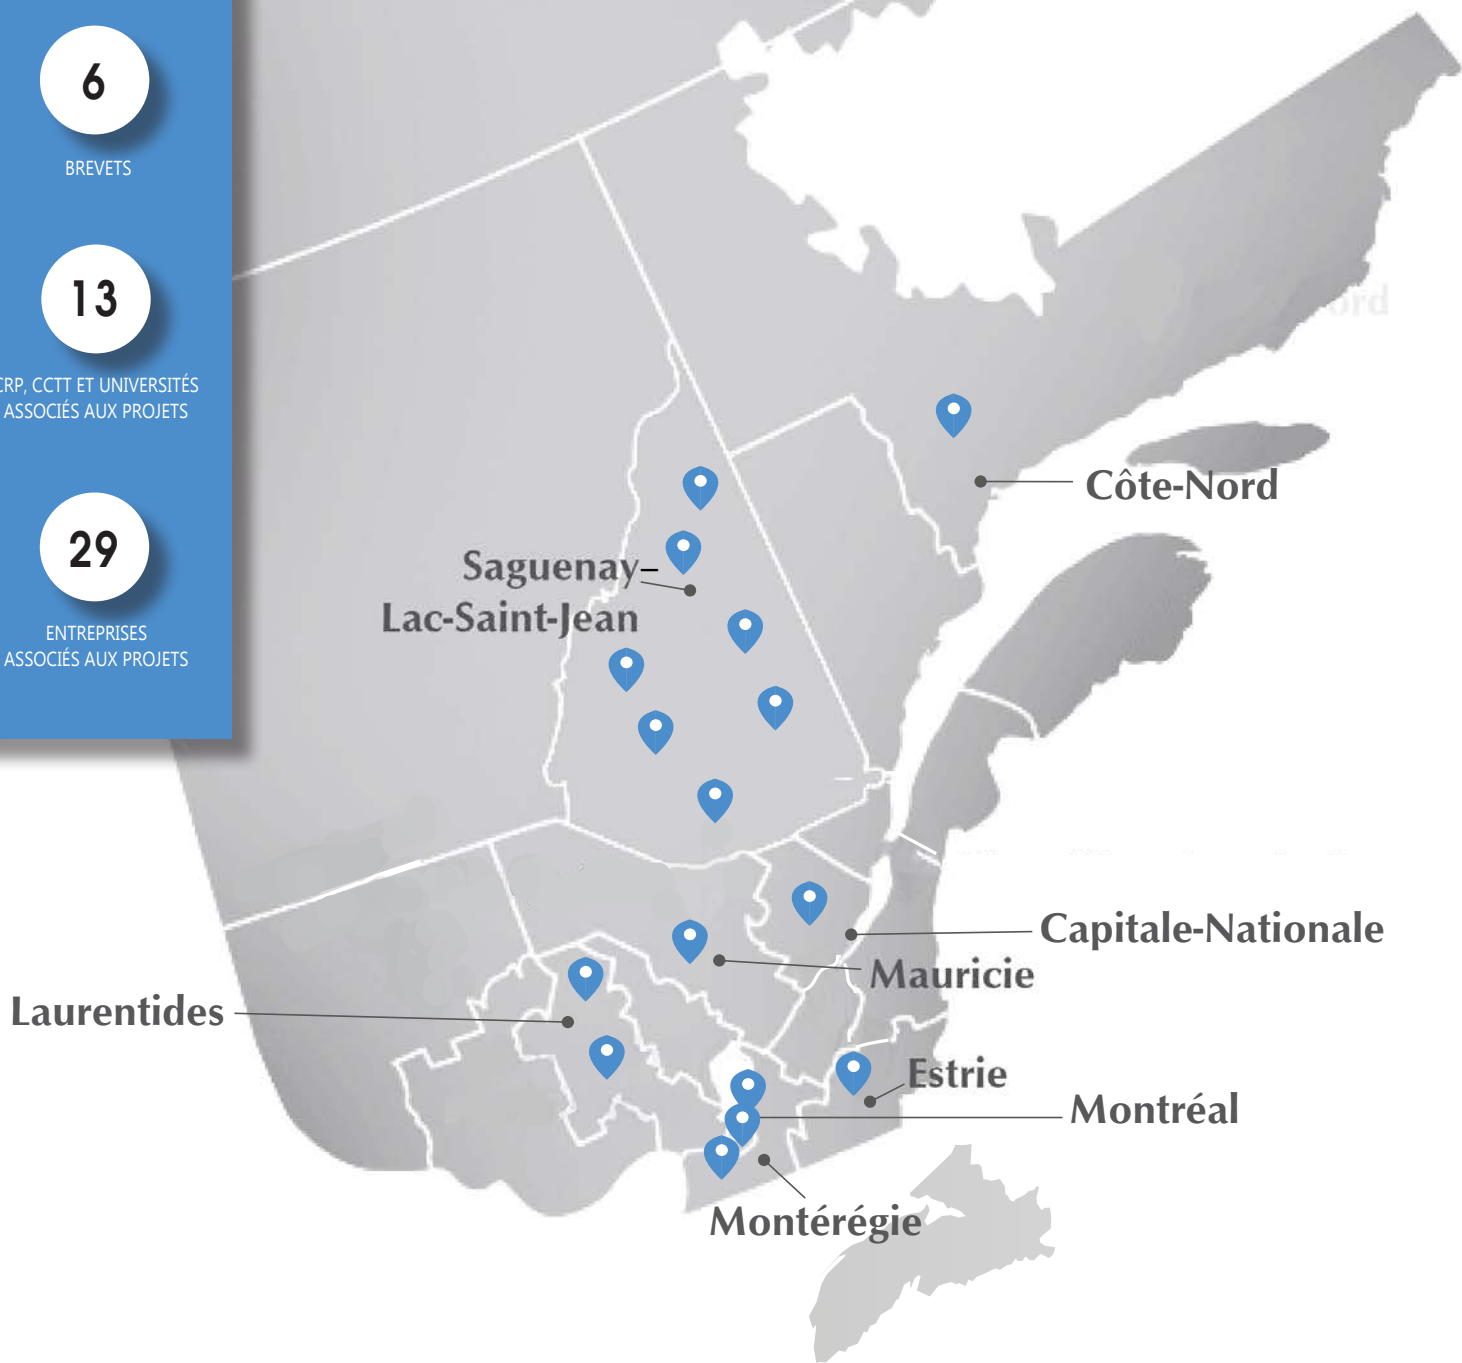 6
BREVETS
13
CRP, CCTT ET UNIVERSITÉS
ASSOCIÉS AUX PROJETS
29
ENTREPRISES
ASSOCIÉS AUX PROJETS
Côte-Nord
Saguenay–
Lac-Saint-Jean
Capitale-Nationale
Mauricie
Laurentides
Estrie
Montréal
Montérégie